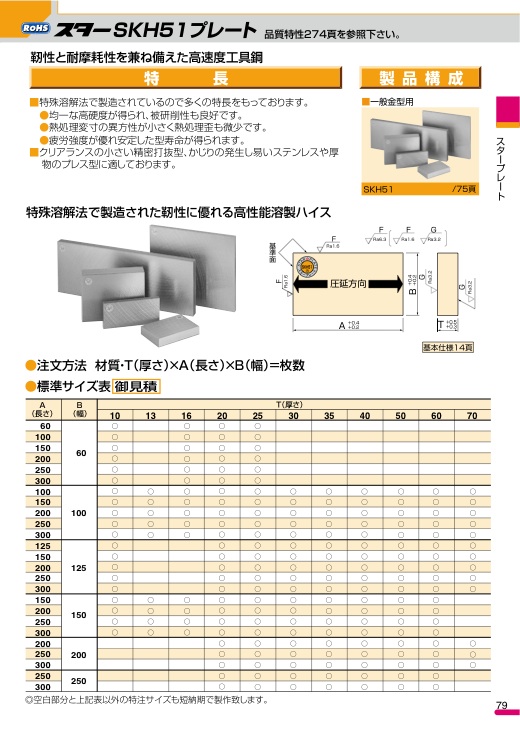 RoHS スターSKH51プレート 品質特性274頁を参照下さい。
靭性と耐摩耗性を兼ね備えた高速度工具鋼
特 長
■特殊溶解法で製造されているので多くの特長をもっております。
●均一な高硬度が得られ、被研削性も良好です。
●熱処理変寸の異方性が小さく熱処理歪も微少です。
●疲労強度が優れ安定した型寿命が得られます。
■クリアランスの小さい精密打抜型、かじりの発生し易いステンレスや厚
物のプレス型に適しております。
製品構成
■一般金型用
SKH51 /75頁
スタープレート
特殊溶解法で製造された靭性に優れる高性能溶製ハイス
基準面
F Ra1.6
F Ra6.3
F Ra1.6
G Ra3.2
F Ra1.6
圧延方向
B +0.4 +0.2
G Ra3.2
G Ra3.2
A +0.4 +0.2
T
基本仕様14頁
●注文方法 材質・T(厚さ)×A(長さ)×B(幅)=枚数
●標準サイズ表 御見積
A (長さ) B (幅) T(厚さ)
10 13 16 20 25 30 35 40 50 60 70
60 ○ ○ ○ ○
100 ○ ○ ○ ○
150 ○ ○ ○ ○
60
200 ○ ○ ○ ○
250 ○ ○ ○ ○
300 ○ ○ ○ ○
100 ○ ○ ○ ○ ○ ○ ○ ○ ○ ○ ○
150 ○ ○ ○ ○ ○ ○ ○ ○ ○ ○ ○
200 100 ○ ○ ○ ○ ○ ○ ○ ○ ○ ○ ○
250 ○ ○ ○ ○ ○ ○ ○ ○ ○ ○ ○
300 ○ ○ ○ ○ ○ ○ ○ ○ ○ ○ ○
125 ○ ○ ○ ○ ○ ○ ○ ○ ○
150 ○ ○ ○ ○ ○ ○ ○ ○ ○
200 125 ○ ○ ○ ○ ○ ○ ○ ○ ○
250 ○ ○ ○ ○ ○ ○ ○ ○ ○
300 ○ ○ ○ ○ ○ ○ ○ ○ ○
150 ○ ○ ○ ○ ○ ○ ○ ○ ○ ○
200 ○ ○ ○ ○ ○ ○ ○ ○ ○ ○
150
250 ○ ○ ○ ○ ○ ○ ○ ○ ○ ○
300 ○ ○ ○ ○ ○ ○ ○ ○ ○ ○
200 ○ ○ ○ ○ ○ ○ ○ ○
250 200 ○ ○ ○ ○ ○ ○ ○ ○
300 ○ ○ ○ ○ ○ ○ ○ ○
250 ○ ○ ○ ○ ○ ○ ○
250
300 ○ ○ ○ ○ ○ ○ ○
◎空白部分と上記表以外の特注サイズも短納期で製作致します。
79